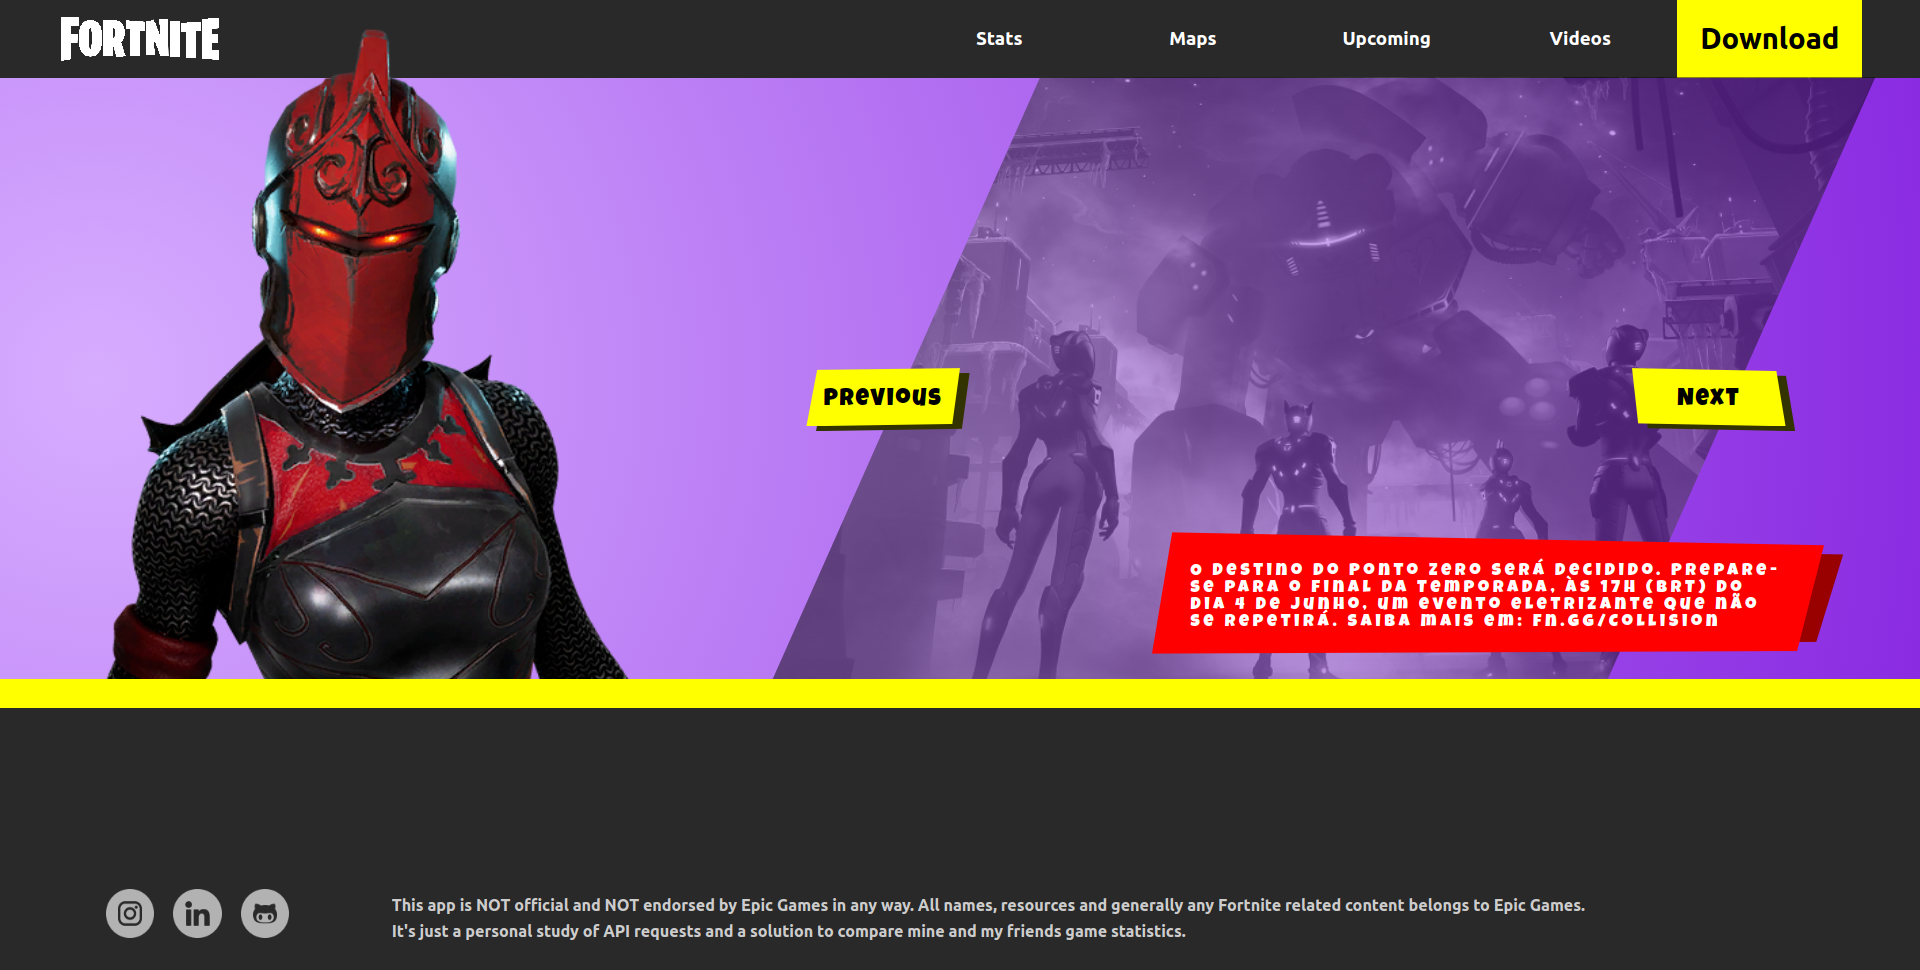 FORTNITE
Stats
Maps
Upcoming
Videos
Download
PREVIOUS
NEXT
O DESTINO DO PONTO ZERO SERÁ DECIDIDO. PREPARE-
SE PARA O FINAL DA TEMPORADA, ÀS 17H (BRT) DO
DIA 4 DE JUNHO, UM EVENTO ELETRIZANTE QUE NÃO
SE REPETIRÁ. SAIBA MAIS EM: FN.GG/COLLISION
in
This app is NOT official and NOT endorsed by Epic Games in any way. All names, resources and generally any Fortnite related content belongs to Epic Games.
It's just a personal study of API requests and a solution to compare mine and my friends game statistics.